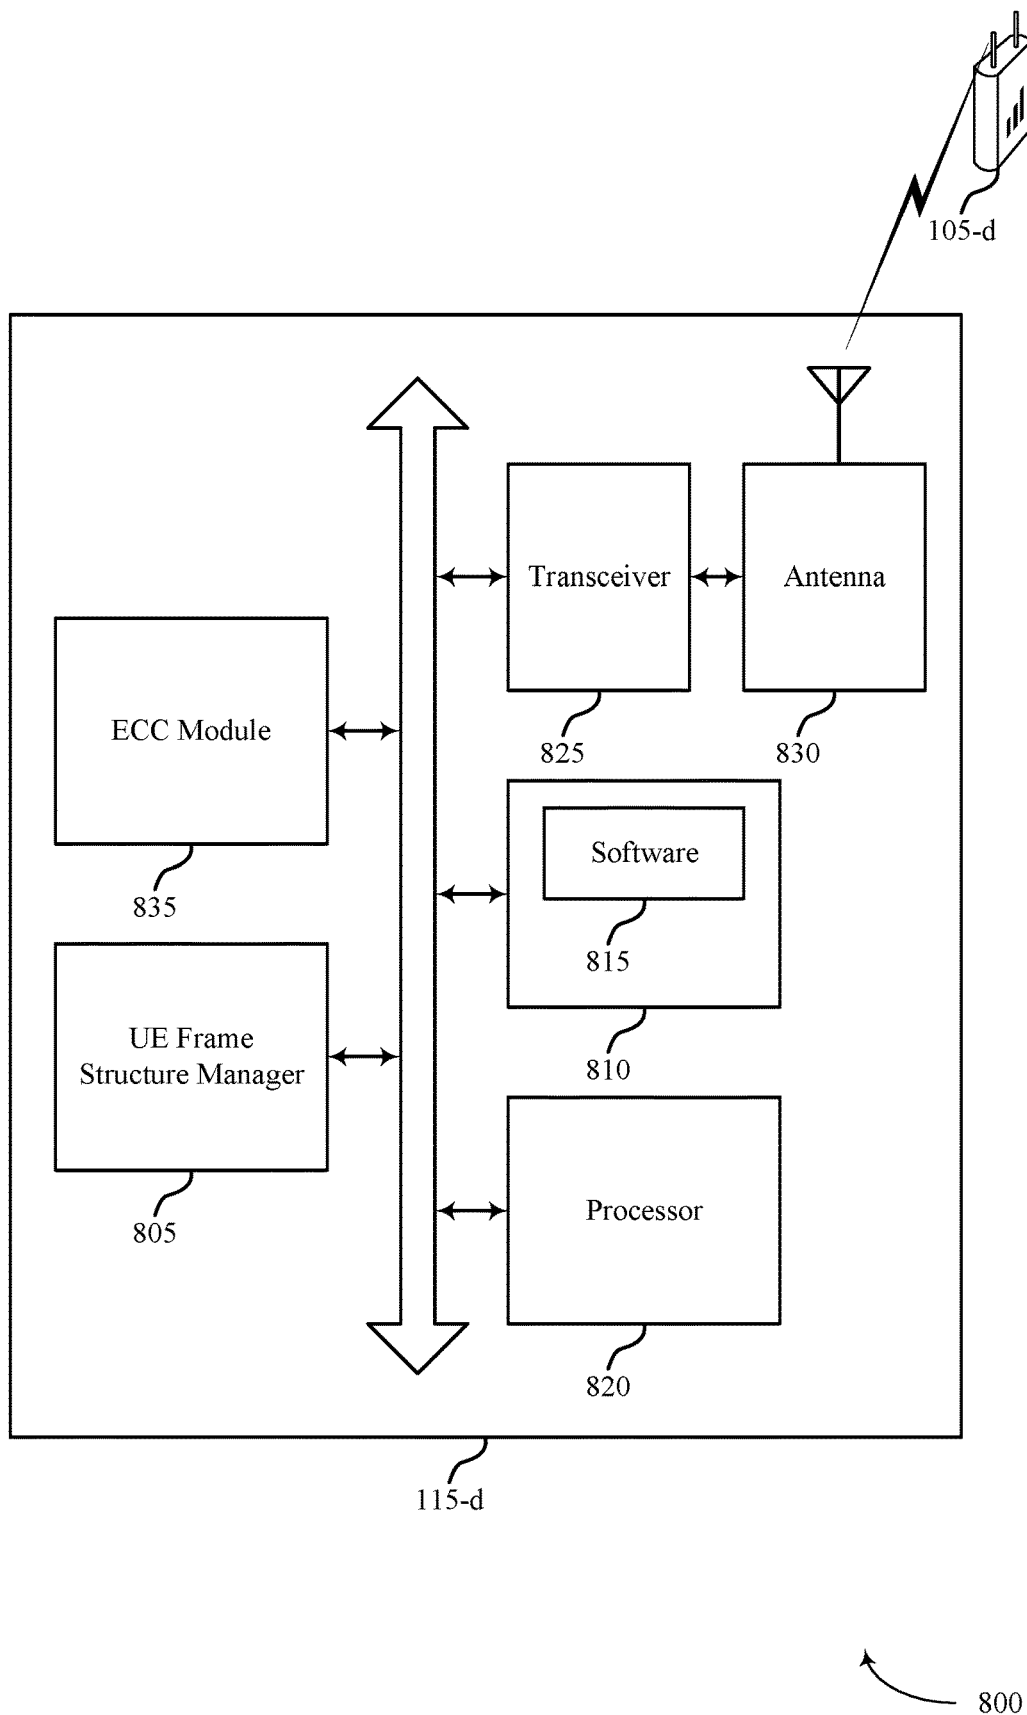 105-d
Transceiver
Antenna
825
830
ECC Module
835
Software
815
810
UE Frame
Structure Manager
805
Processor
820
115-d
800